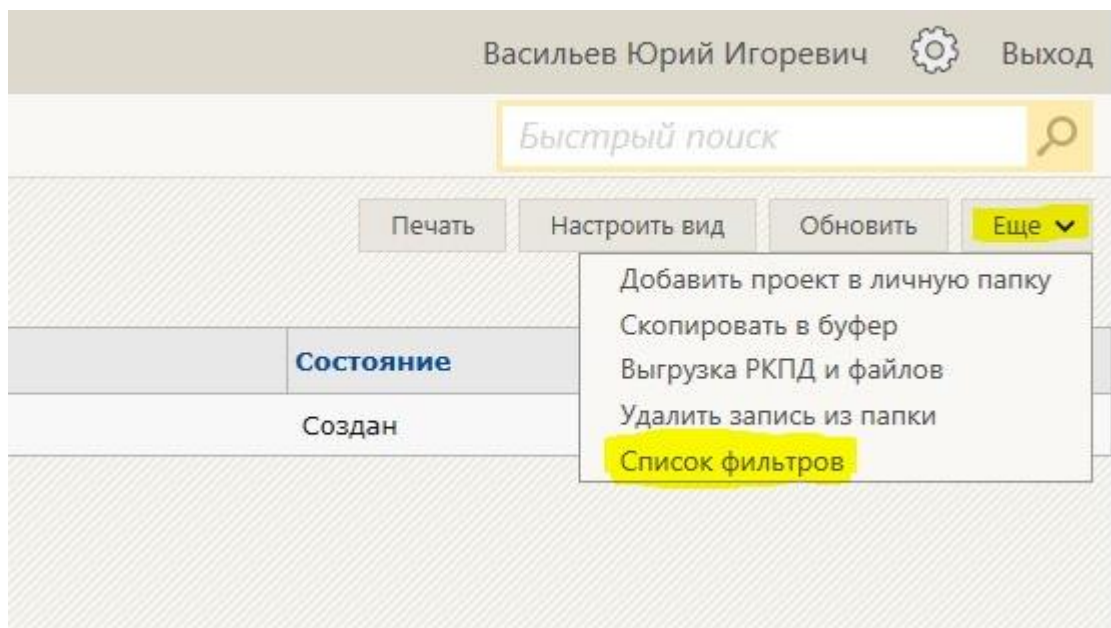 Васильев Юрий Игоревич Выход
Быстрый поиск
Печать Настроить вид Обновить Еще
Добавить проект в личную папку
Скопировать в буфер
Выгрузка РКПД и файлов
Удалить запись из папки
Список фильтров
Состояние
Создан